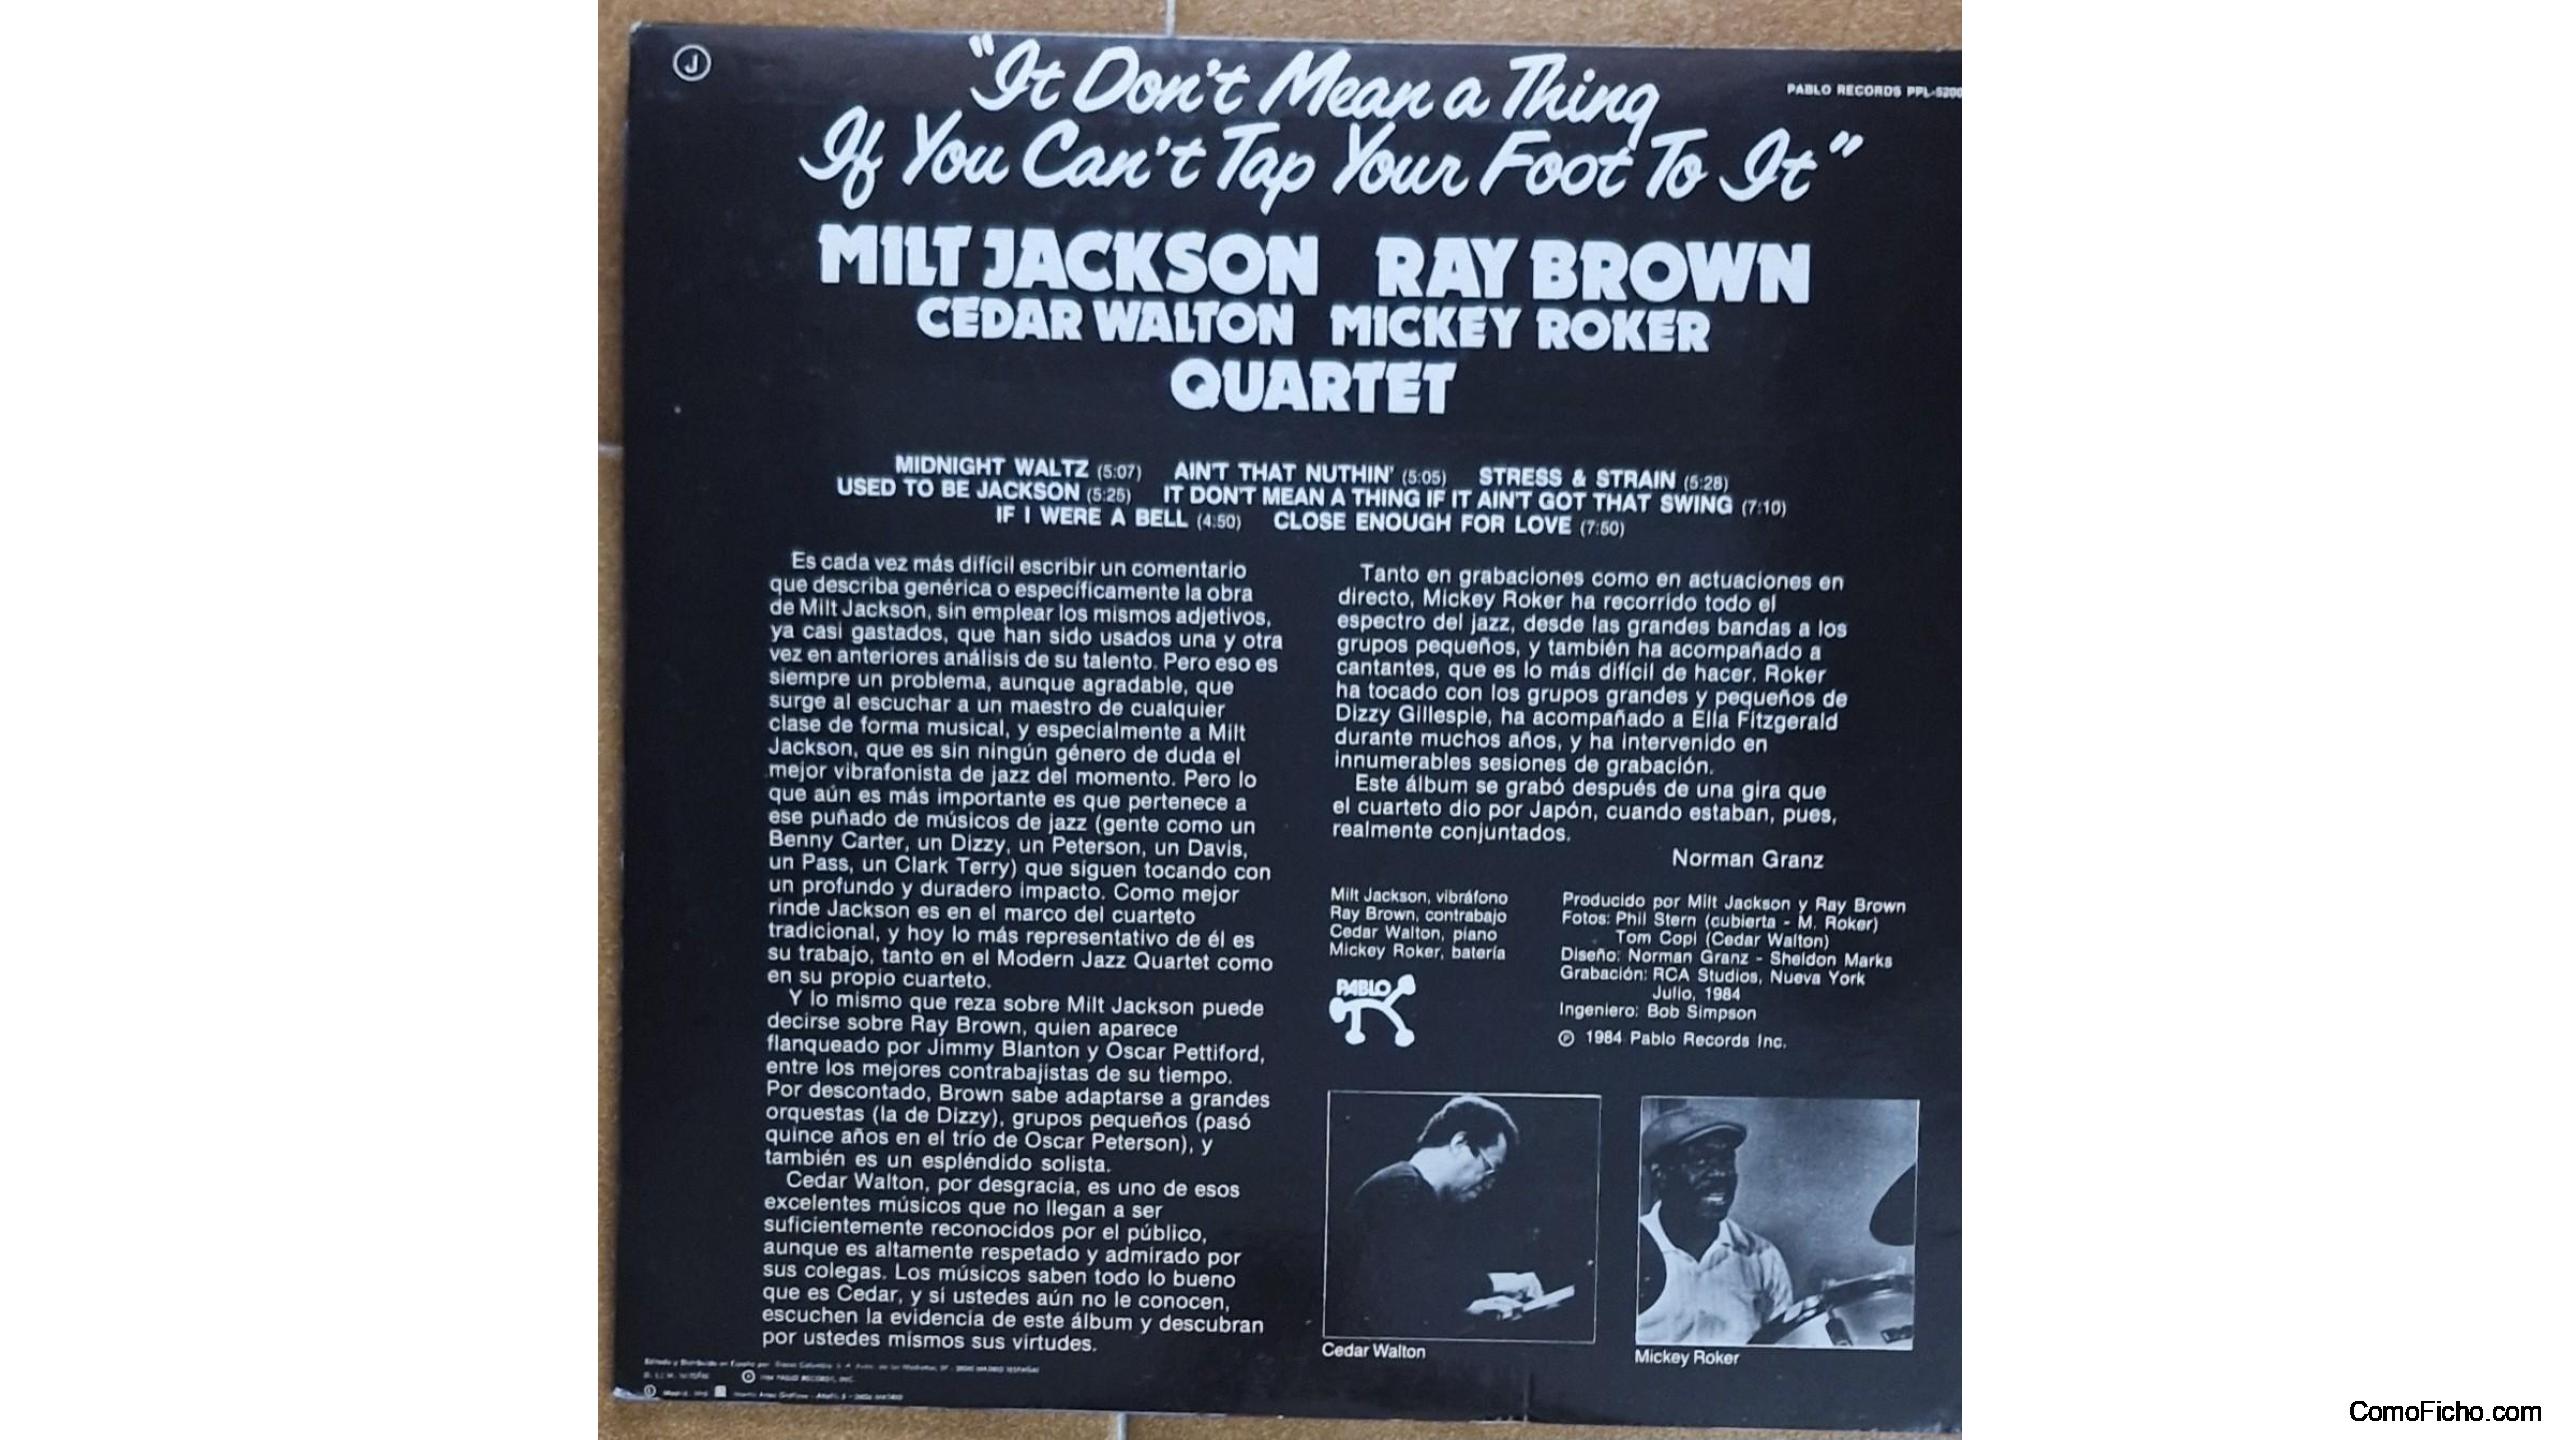 J
PABLO RECORDS
"It Don't Mean a Thing
If You Can't Tap Your Foot To It"
MILT JACKSON RAY BROWN
CEDAR WALTON MICKEY ROKER
QUARTET
MIDNIGHT WALTZ (5:07) AIN'T THAT NUTHIN' (5:05) STRESS & STRAIN (5:28)
USED TO BE JACKSON (5:25) IT DON'T MEAN A THING IF IT AIN'T GOT THAT SWING (7:10)
IF I WERE A BELL (4:50) CLOSE ENOUGH FOR LOVE (7:50)
Es cada vez más difícil escribir un comentario
que describa genérica o específicamente la obra
de Milt Jackson, sin emplear los mismos adjetivos,
ya casi gastados, que han sido usados una y otra
vez en anteriores análisis de su talento. Pero eso es
siempre un problema, aunque agradable, que
surge al escuchar a un maestro de cualquier
clase de forma musical, y especialmente a Milt
Jackson, que es sin ningún género de duda el
mejor vibrafonista de jazz del momento. Pero lo
que aún es más importante es que pertenece a
ese puñado de músicos de jazz (gente como un
Benny Carter, un Dizzy, un Peterson, un Davis,
un Pass, un Clark Terry) que siguen tocando con
un profundo y duradero impacto. Como mejor
rinde Jackson es en el marco del cuarteto
tradicional, y hoy lo más representativo de él es
su trabajo, tanto en el Modern Jazz Quartet como
en su propio cuarteto.
Y lo mismo que reza sobre Milt Jackson puede
decirse sobre Ray Brown, quien aparece
flanqueado por Jimmy Blanton y Oscar Pettiford,
entre los mejores contrabajistas de su tiempo.
Por descontado, Brown sabe adaptarse a grandes
orquestas (la de Dizzy), grupos pequeños (pasó
quince años en el trío de Oscar Peterson), y
también es un espléndido solista.
Cedar Walton, por desgracia, es uno de esos
excelentes músicos que no llegan a ser
suficientemente reconocidos por el público,
aunque es altamente respetado y admirado por
sus colegas. Los músicos saben todo lo bueno
que es Cedar, y si ustedes aún no le conocen,
escuchen la evidencia de este álbum y descubran
por ustedes mismos sus virtudes.
Tanto en grabaciones como en actuaciones en
directo, Mickey Roker ha recorrido todo el
espectro del jazz, desde las grandes bandas a los
grupos pequeños, y también ha acompañado a
cantantes, que es lo más difícil de hacer. Roker
ha tocado con los grupos grandes y pequeños de
Dizzy Gillespie, ha acompañado a Ella Fitzgerald
durante muchos años, y ha intervenido en
innumerables sesiones de grabación.
Este álbum se grabó después de una gira que
el cuarteto dio por Japón, cuando estaban, pues,
realmente conjuntados.
Norman Granz
Milt Jackson, vibráfono
Ray Brown, contrabajo
Cedar Walton, piano
Mickey Roker, batería
PABLO
Producido por Milt Jackson y Ray Brown
Fotos: Phil Stern (cubierta - M. Roker)
Tom Copi (Cedar Walton)
Diseño: Norman Granz - Sheldon Marks
Grabación: RCA Studios, Nueva York
Julio, 1984
Ingeniero: Bob Simpson
℗ 1984 Pablo Records Inc.
Cedar Walton
Mickey Roker
ComoFicho.com